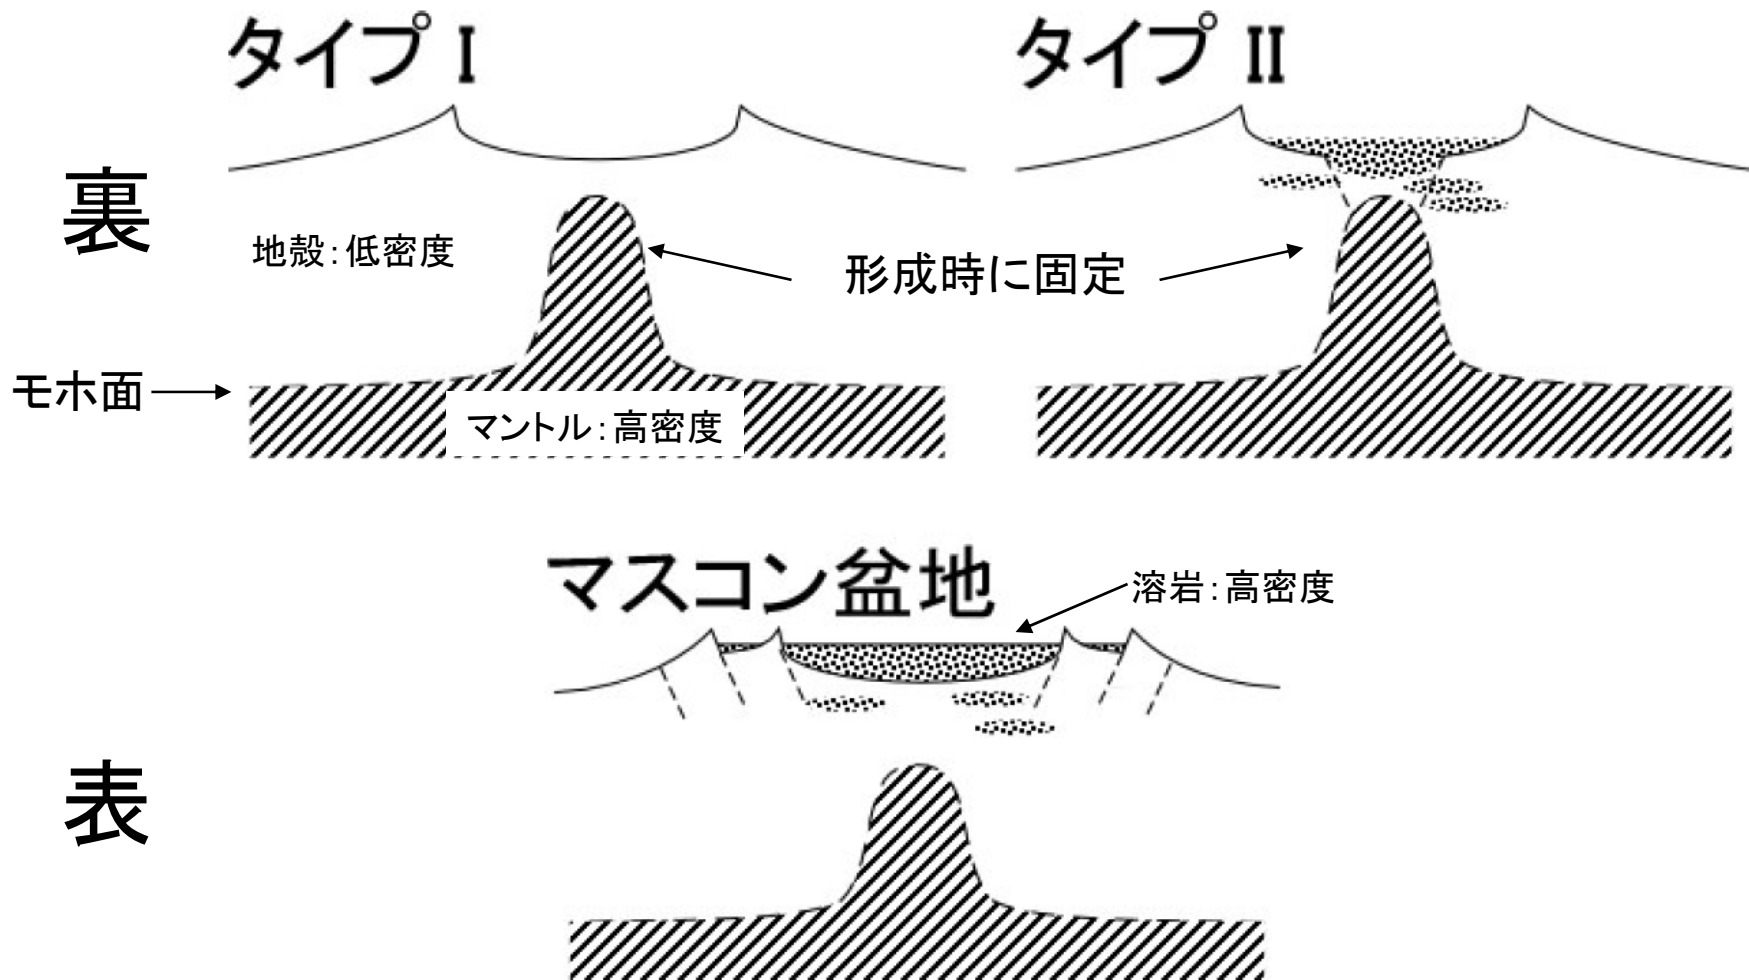 タイプ I
タイプ II
裏
地殻：低密度
形成時に固定
モホ面
マントル：高密度
マスコン盆地
溶岩：高密度
表